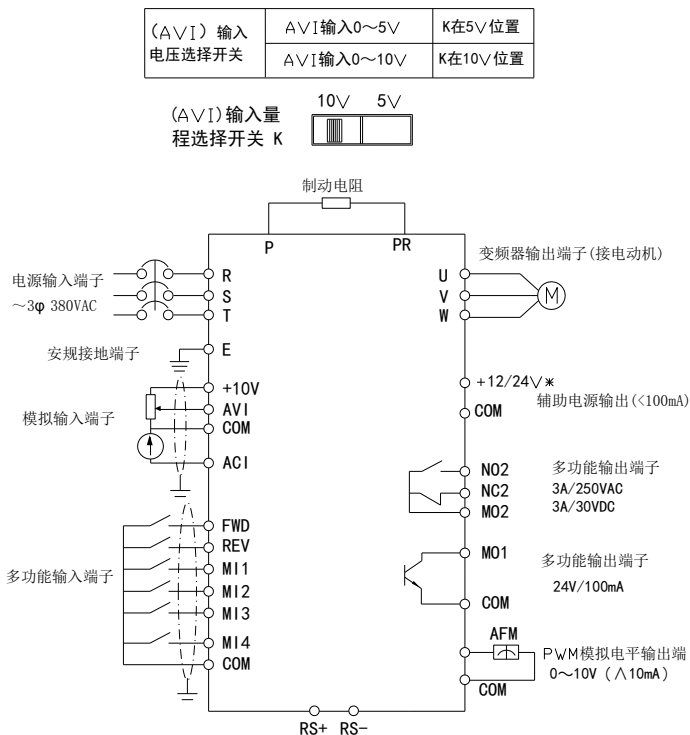 (AVI) 输入
电压选择开关
AVI输入0～5V
K在5V位置
AVI输入0～10V
K在10V位置
(AVI)输入量
程选择开关 K
10V 5V
制动电阻
P PR
电源输入端子
～3φ 380VAC
R
S
T
变频器输出端子(接电动机)
U
V
W
M
安规接地端子
E
模拟输入端子
+10V
AVI
COM
ACI
+12/24V*
辅助电源输出(<100mA)
COM
NO2
NC2
MO2
多功能输出端子
3A/250VAC
3A/30VDC
多功能输入端子
FWD
REV
MI1
MI2
MI3
MI4
COM
MO1
COM
多功能输出端子
24V/100mA
AFM
PWM模拟电平输出端
0～10V (∧10mA)
COM
RS+ RS-